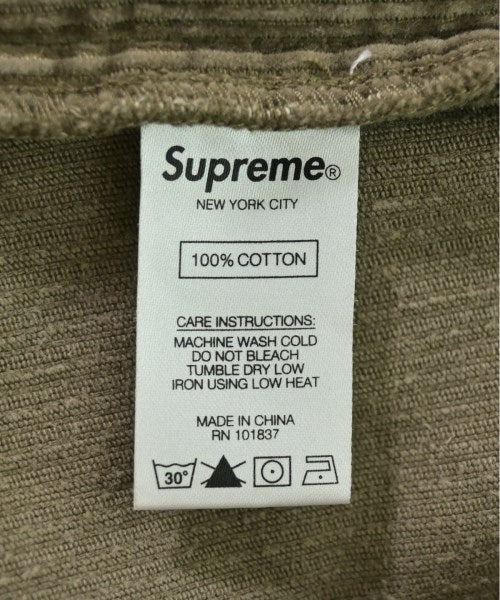 Supreme®
NEW YORK CITY
100% COTTON
CARE INSTRUCTIONS:
MACHINE WASH COLD
DO NOT BLEACH
TUMBLE DRY LOW
IRON USING LOW HEAT
MADE IN CHINA
RN 101837
30°